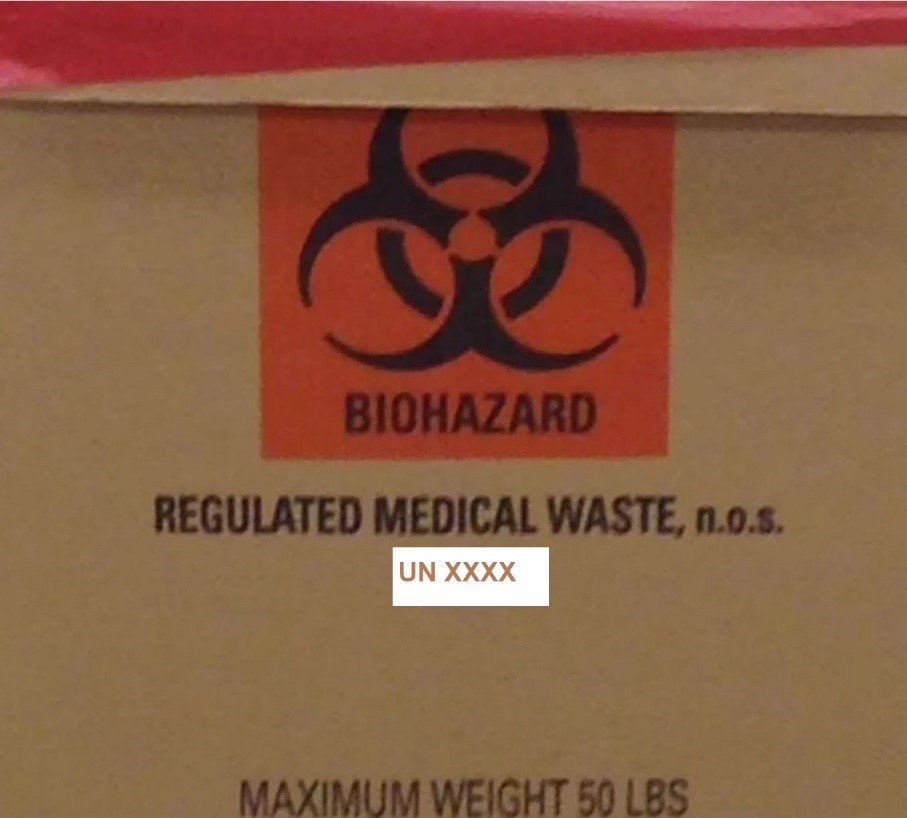 BIOHAZARD
REGULATED MEDICAL WASTE, n.o.s.
UN XXXX
MAXIMUM WEIGHT 50 LBS